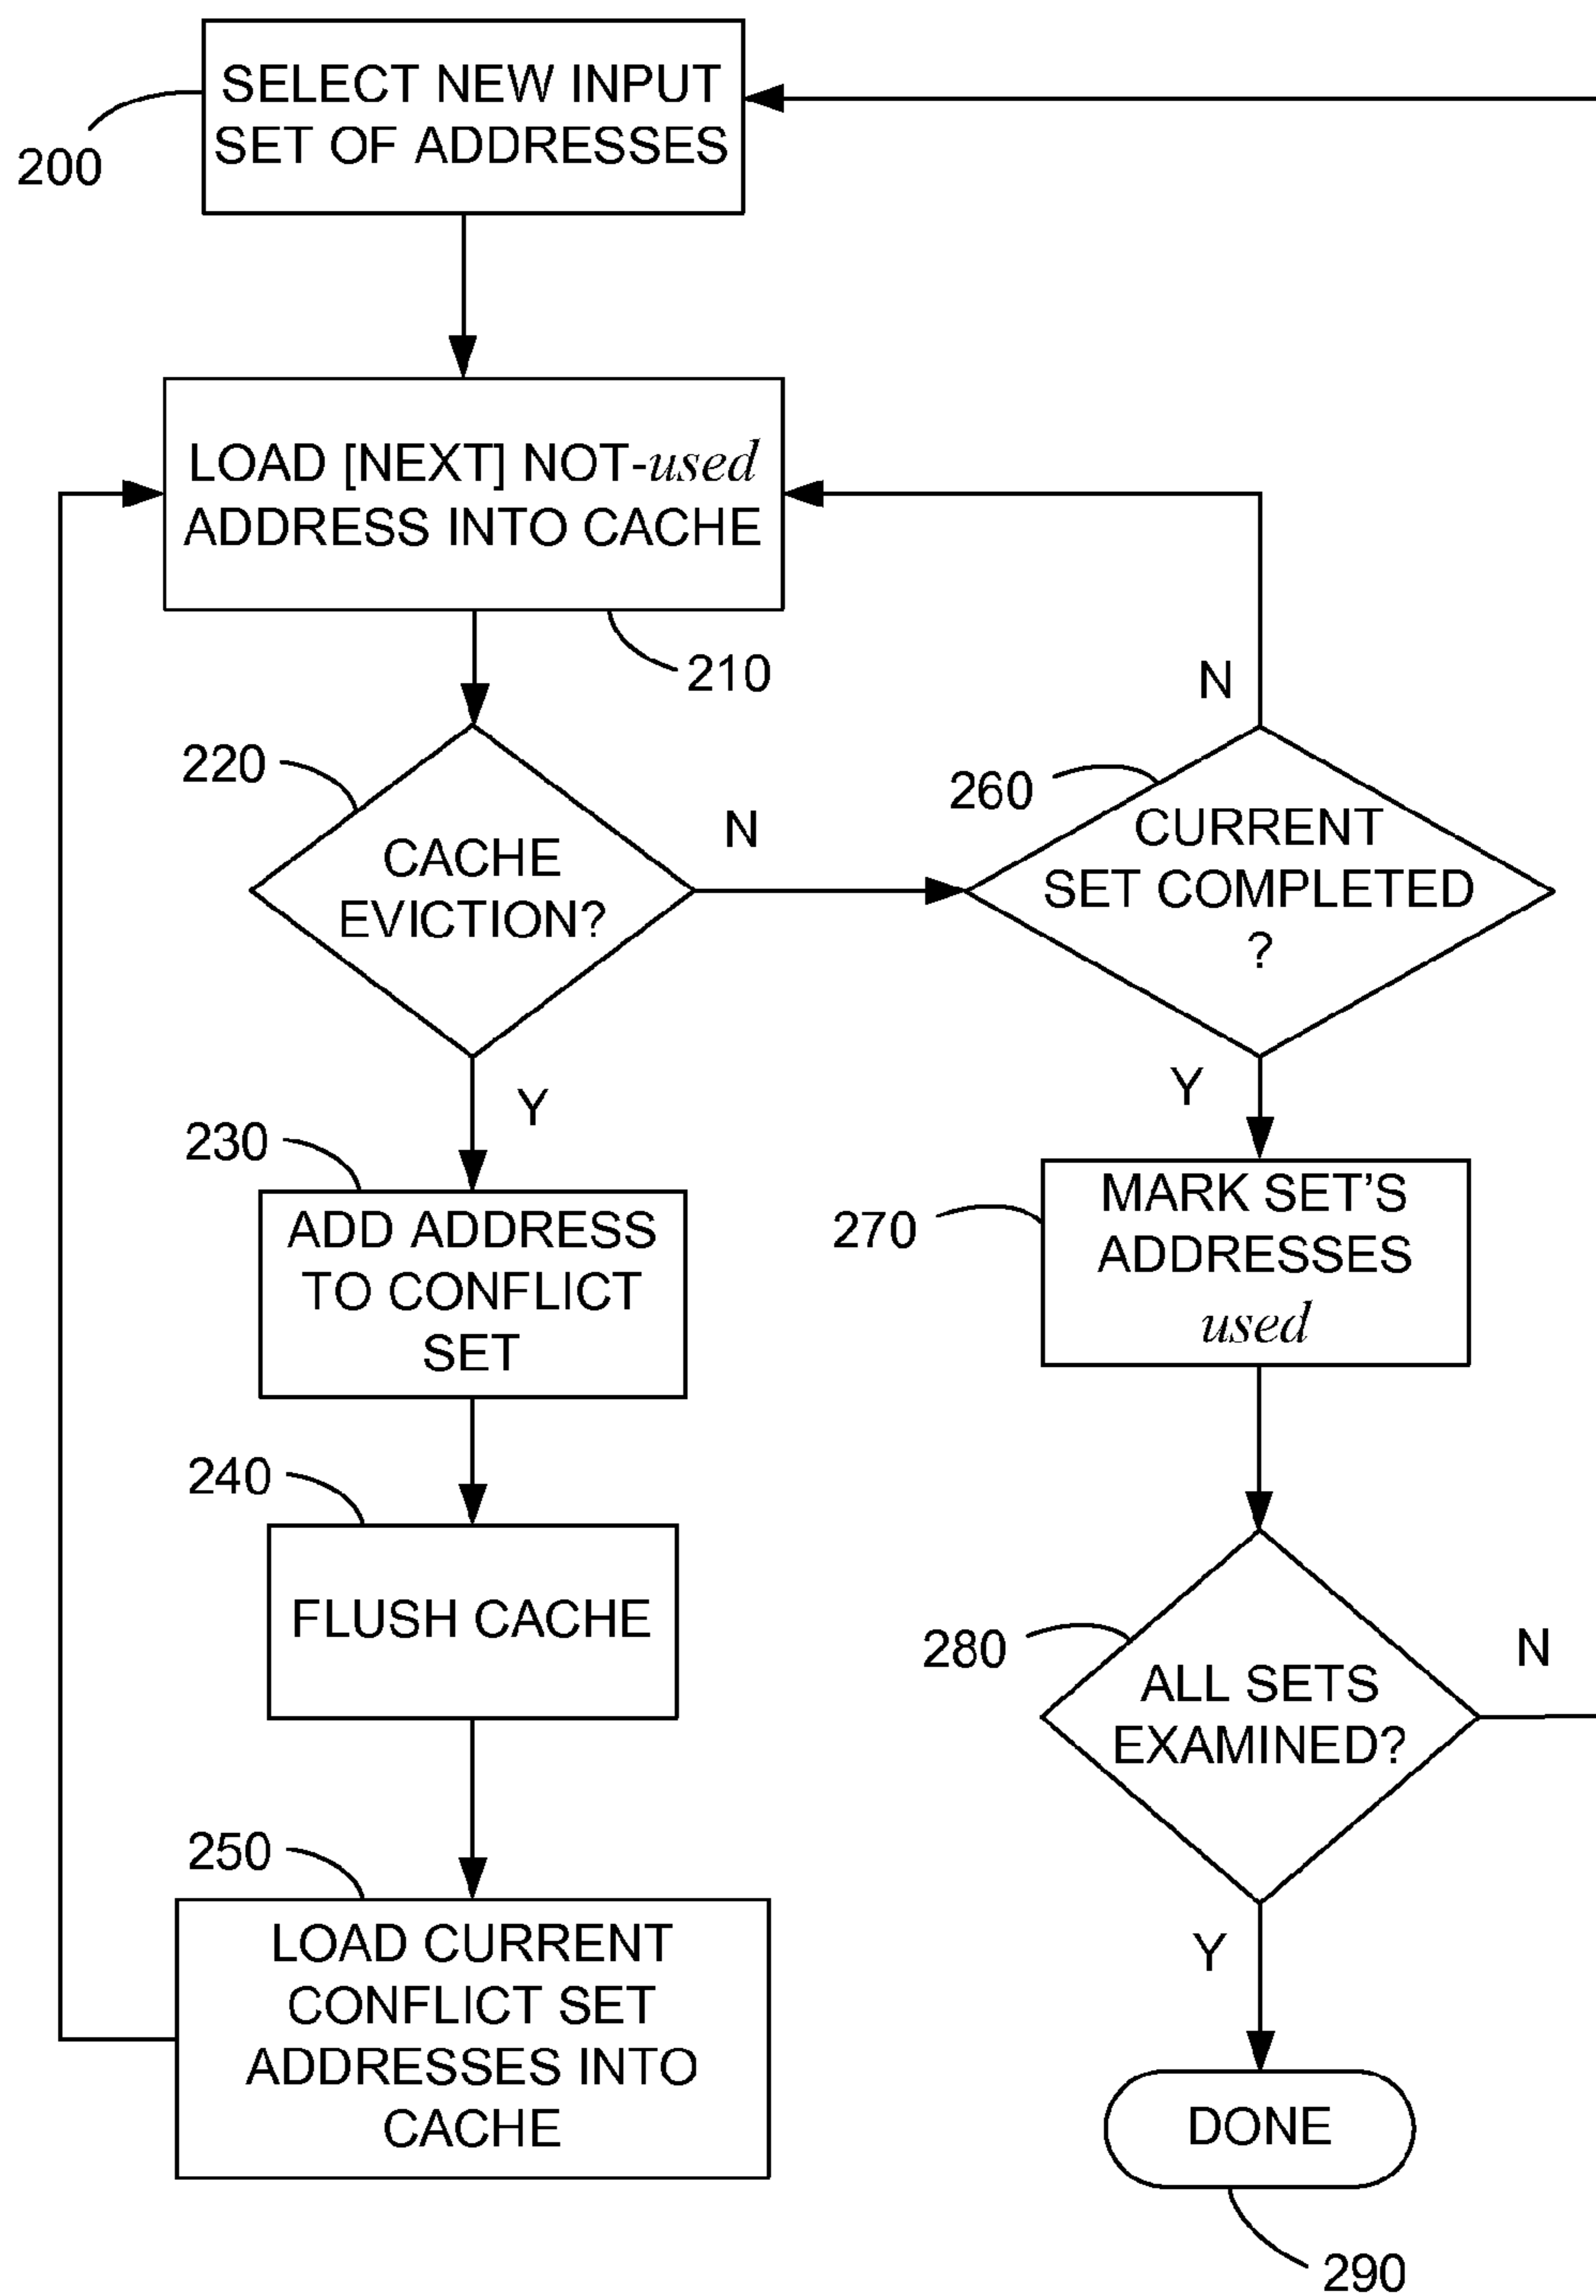 SELECT NEW INPUT
SET OF ADDRESSES
200
LOAD [NEXT] NOT-used
ADDRESS INTO CACHE
210
N
220
260
CACHE
EVICTION?
N
CURRENT
SET COMPLETED
?
Y
Y
230
ADD ADDRESS
TO CONFLICT
SET
270
MARK SET'S
ADDRESSES
used
240
FLUSH CACHE
280
ALL SETS
EXAMINED?
N
250
LOAD CURRENT
CONFLICT SET
ADDRESSES INTO
CACHE
Y
DONE
290